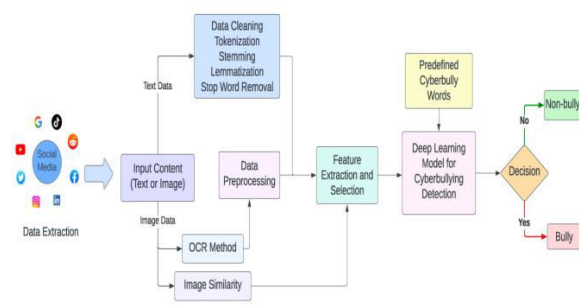 Data Cleaning
Tokenization
Stemming
Lemmatization
Stop Word Removal
Text Data
Predefined
Cyberbully
Words
Non-bully
No
Social
Media
Input Content
(Text or Image)
Data
Preprocessing
Feature
Extraction and
Selection
Deep Learning
Model for
Cyberbullying
Detection
Decision
Data Extraction
Image Data
OCR Method
Yes
Bully
Image Similarity